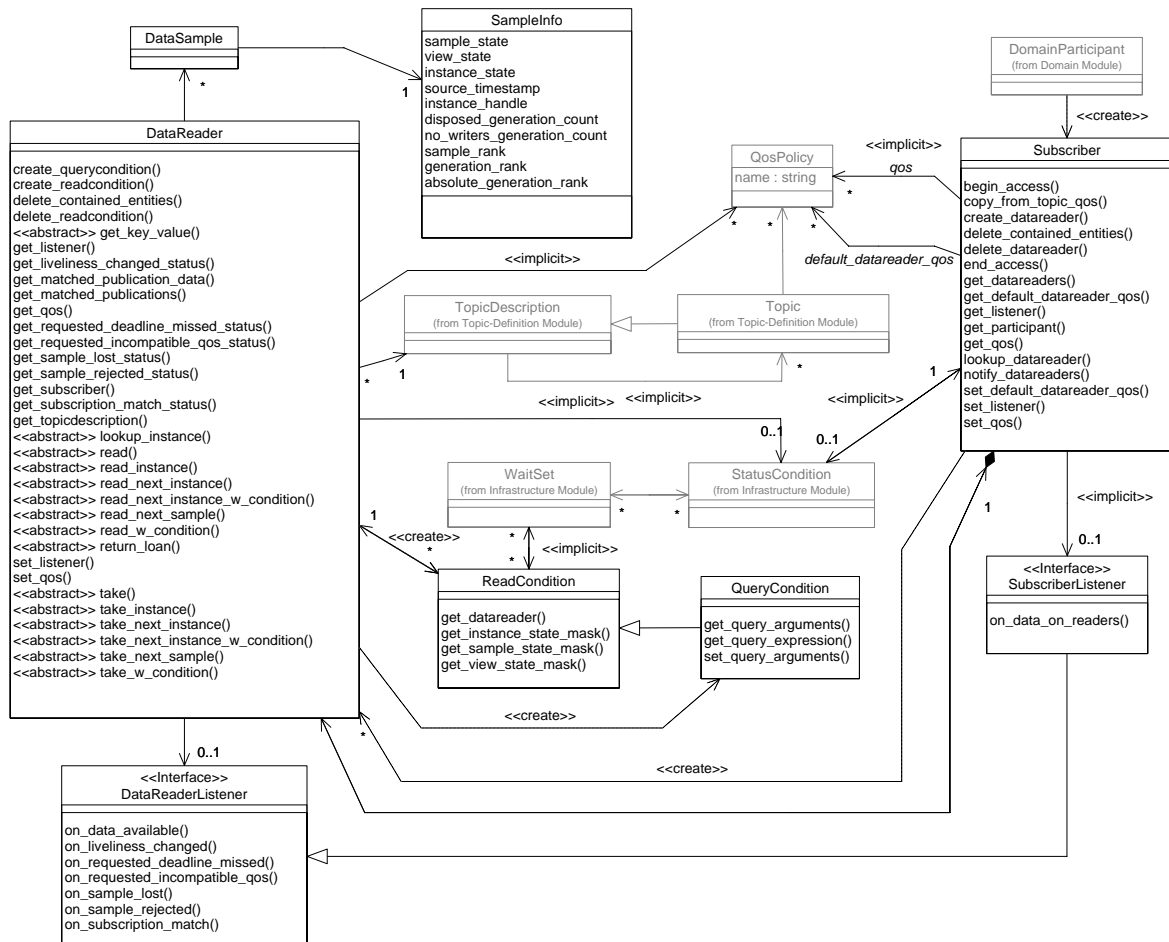 DataSample
*
SampleInfo
sample_state
view_state
instance_state
source_timestamp
instance_handle
disposed_generation_count
no_writers_generation_count
sample_rank
generation_rank
absolute_generation_rank
1
DomainParticipant
(from Domain Module)
<<create>>
DataReader
create_querycondition()
create_readcondition()
delete_contained_entities()
delete_readcondition()
<<abstract>> get_key_value()
get_listener()
get_liveliness_changed_status()
get_matched_publication_data()
get_matched_publications()
get_qos()
get_requested_deadline_missed_status()
get_requested_incompatible_qos_status()
get_sample_lost_status()
get_sample_rejected_status()
get_subscriber()
get_subscription_match_status()
get_topicdescription()
<<abstract>> lookup_instance()
<<abstract>> read()
<<abstract>> read_instance()
<<abstract>> read_next_instance()
<<abstract>> read_next_instance_w_condition()
<<abstract>> read_next_sample()
<<abstract>> read_w_condition()
<<abstract>> return_loan()
set_listener()
set_qos()
<<abstract>> take()
<<abstract>> take_instance()
<<abstract>> take_next_instance()
<<abstract>> take_next_instance_w_condition()
<<abstract>> take_next_sample()
<<abstract>> take_w_condition()
QosPolicy
name : string
<<implicit>>
qos
*
*
*
*
default_datareader_qos
<<implicit>>
Subscriber
begin_access()
copy_from_topic_qos()
create_datareader()
delete_contained_entities()
delete_datareader()
end_access()
get_datareaders()
get_default_datareader_qos()
get_listener()
get_participant()
get_qos()
lookup_datareader()
notify_datareaders()
set_default_datareader_qos()
set_listener()
set_qos()
TopicDescription
(from Topic-Definition Module)
Topic
(from Topic-Definition Module)
*
1
*
1
<<implicit>>
<<implicit>>
<<implicit>>
0..1
0..1
WaitSet
(from Infrastructure Module)
StatusCondition
(from Infrastructure Module)
*
*
1
<<create>>
*
*
*
<<implicit>>
1
<<implicit>>
0..1
ReadCondition
get_datareader()
get_instance_state_mask()
get_sample_state_mask()
get_view_state_mask()
QueryCondition
get_query_arguments()
get_query_expression()
set_query_arguments()
<<Interface>>
SubscriberListener
on_data_on_readers()
<<create>>
*
<<create>>
0..1
<<Interface>>
DataReaderListener
on_data_available()
on_liveliness_changed()
on_requested_deadline_missed()
on_requested_incompatible_qos()
on_sample_lost()
on_sample_rejected()
on_subscription_match()